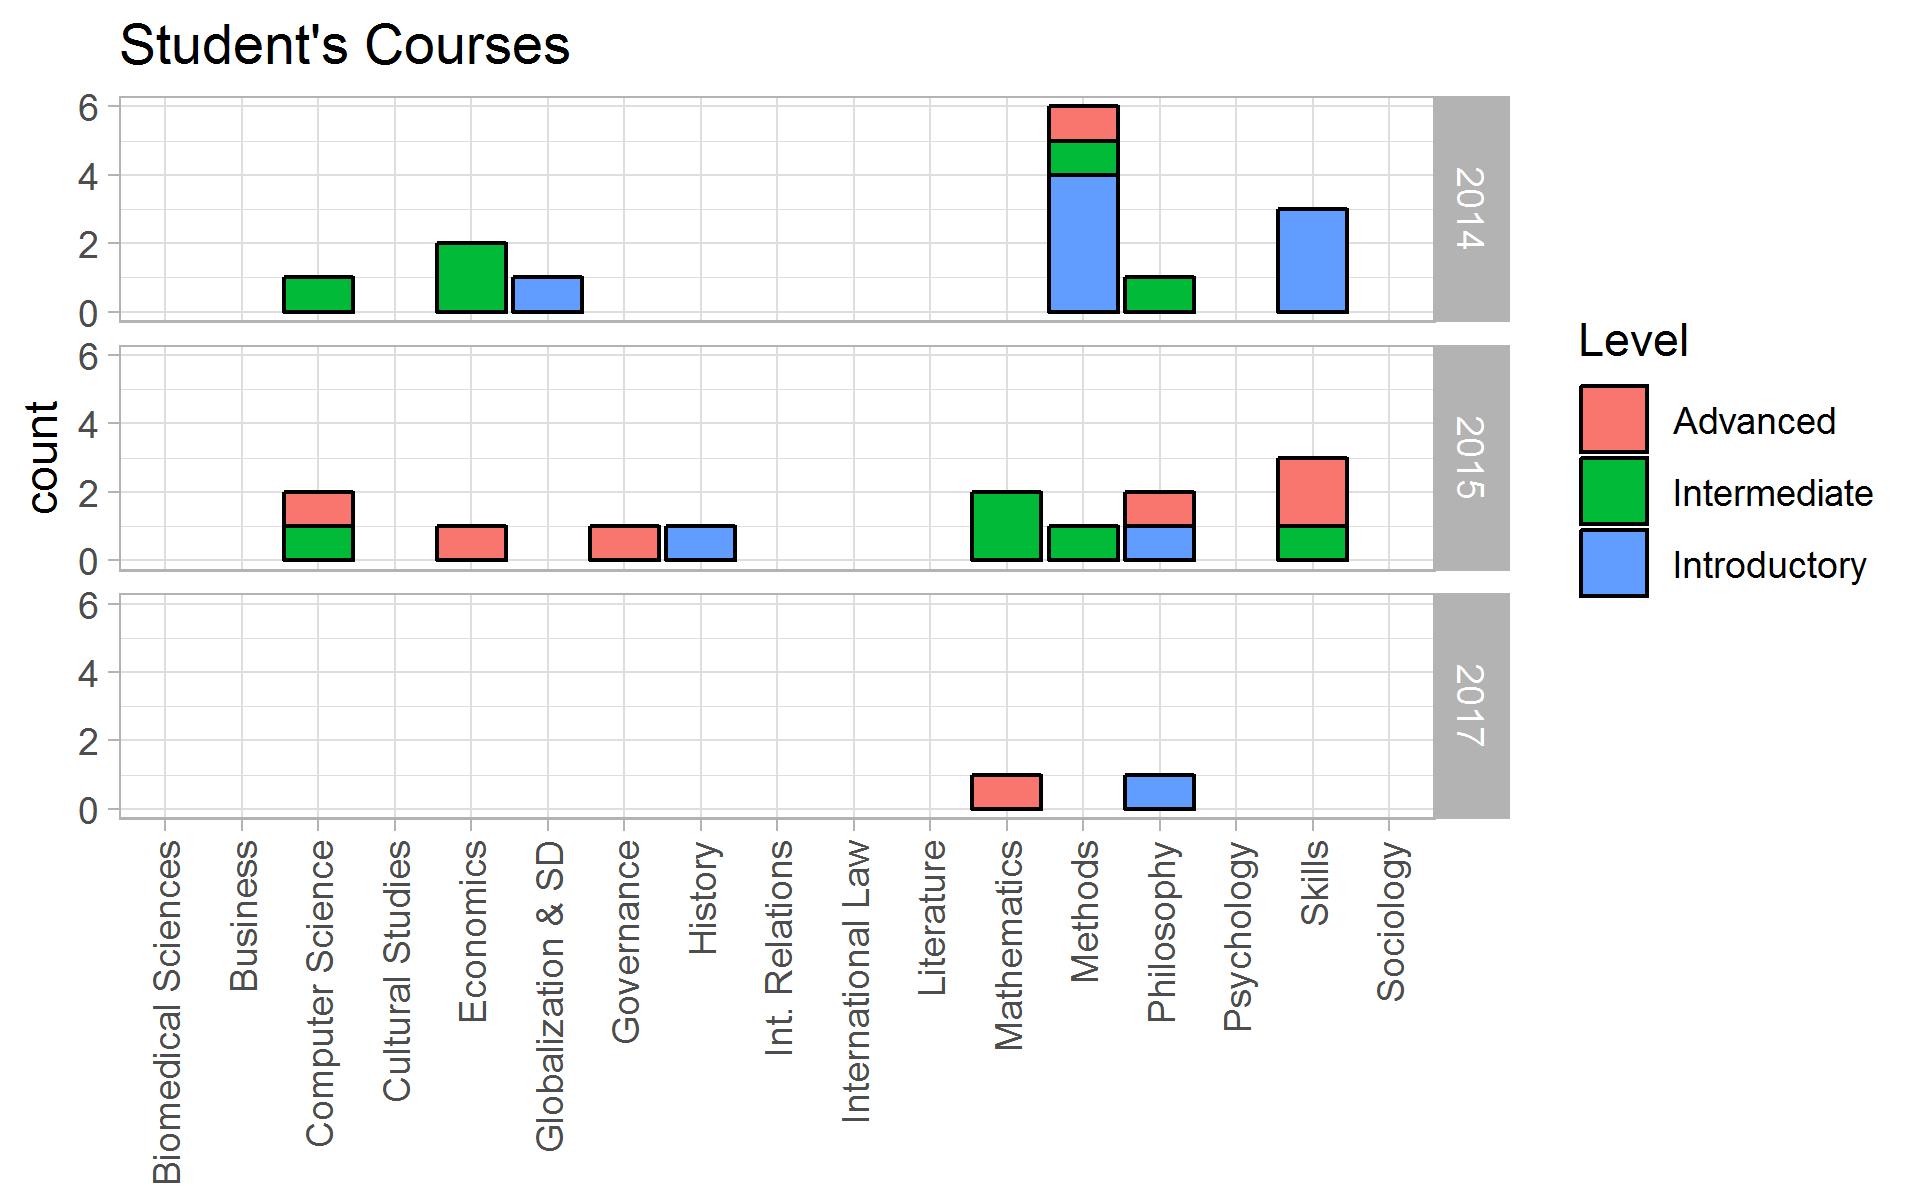 Student's Courses
6
4
2
0
2014
6
4
2
0
2015
6
4
2
0
2017
count
Biomedical Sciences
Business
Computer Science
Cultural Studies
Economics
Globalization & SD
Governance
History
Int. Relations
International Law
Literature
Mathematics
Methods
Philosophy
Psychology
Skills
Sociology
Level
Advanced
Intermediate
Introductory